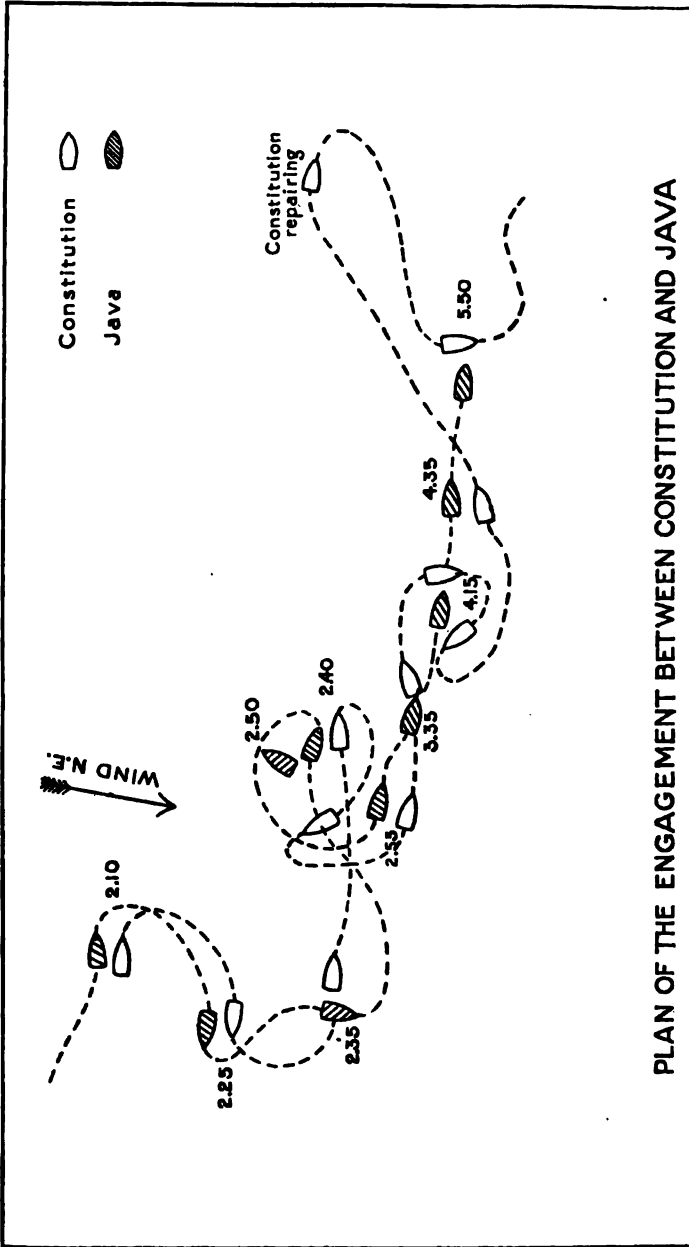 Constitution
Java
Constitution
repairing
WIND N.E.
2.10
2.25
2.35
2.40
2.50
2.55
3.35
4.15
4.35
5.50
PLAN OF THE ENGAGEMENT BETWEEN CONSTITUTION AND JAVA